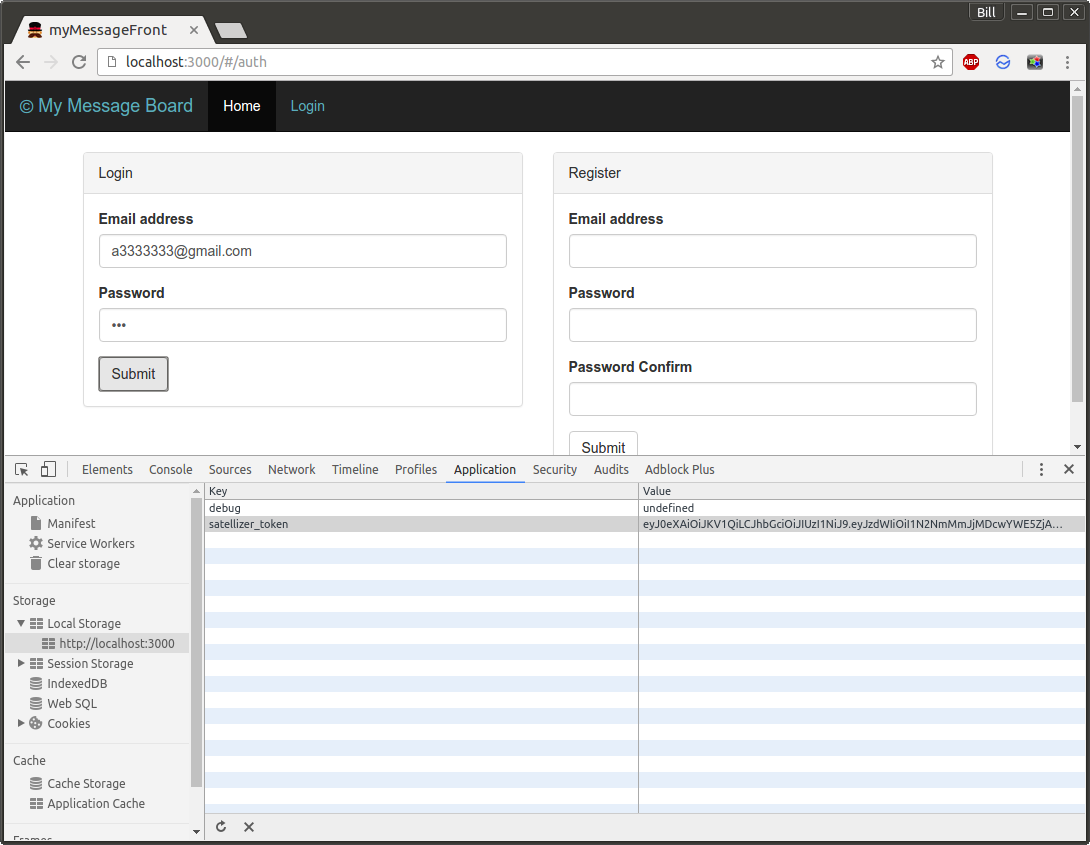 Bill
myMessageFront
localhost:3000/#/auth
ABP
© My Message Board Home Login
Login
Email address
a3333333@gmail.com
Password
•••
Submit
Register
Email address
Password
Password Confirm
Submit
Elements Console Sources Network Timeline Profiles Application Security Audits Adblock Plus
Application
Manifest
Service Workers
Clear storage
Storage
Local Storage
http://localhost:3000
Session Storage
IndexedDB
Web SQL
Cookies
Cache
Cache Storage
Application Cache
Frames
Key Value
debug undefined
satellizer_token eyJ0eXAiOiJKV1QiLCJhbGciOiJIUzI1NiJ9.eyJzdWIiOiI1N2NmMmJjMDcwYWE5ZjA...